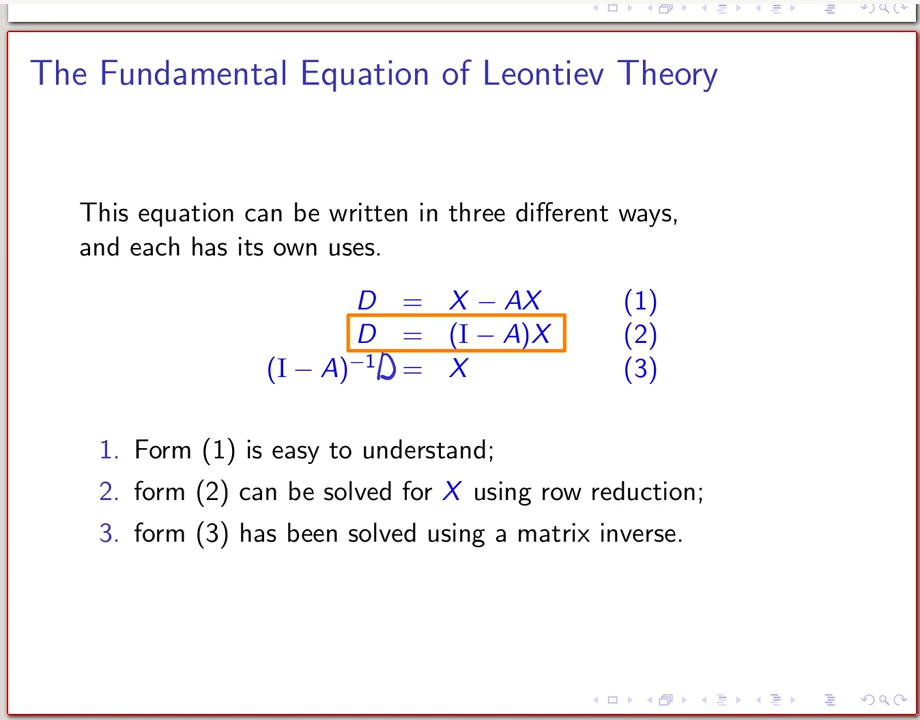 The Fundamental Equation of Leontiev Theory
This equation can be written in three different ways,
and each has its own uses.
D = X − AX (1)
D = (I − A)X (2)
(I − A)⁻¹D = X (3)
1. Form (1) is easy to understand;
2. form (2) can be solved for X using row reduction;
3. form (3) has been solved using a matrix inverse.